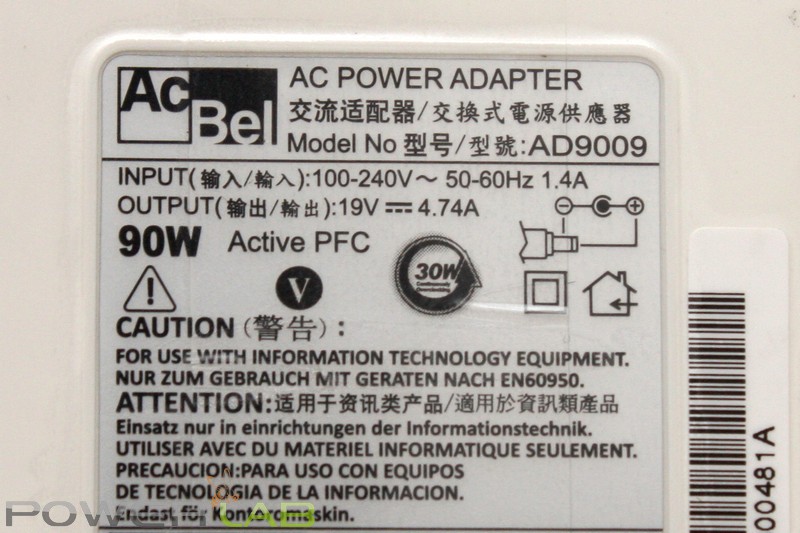 AcBel
AC POWER ADAPTER
交流适配器/交換式電源供應器
Model No 型号/型號:AD9009
INPUT(输入/輸入):100-240V～ 50-60Hz 1.4A
OUTPUT(输出/輸出):19V ⎓ 4.74A
90W Active PFC
V
30W
Continuously
CAUTION (警告):
FOR USE WITH INFORMATION TECHNOLOGY EQUIPMENT.
NUR ZUM GEBRAUCH MIT GERATEN NACH EN60950.
ATTENTION:适用于资讯类产品/適用於資訊類產品
Einsatz nur in einrichtungen der Informationstechnik.
UTILISER AVEC DU MATERIEL INFORMATIQUE SEULEMENT.
PRECAUCION:PARA USO CON EQUIPOS
DE TECNOLOGIA DE LA INFORMACION.
Endast för Kontorsmaskin.
POWERLAB
00481A